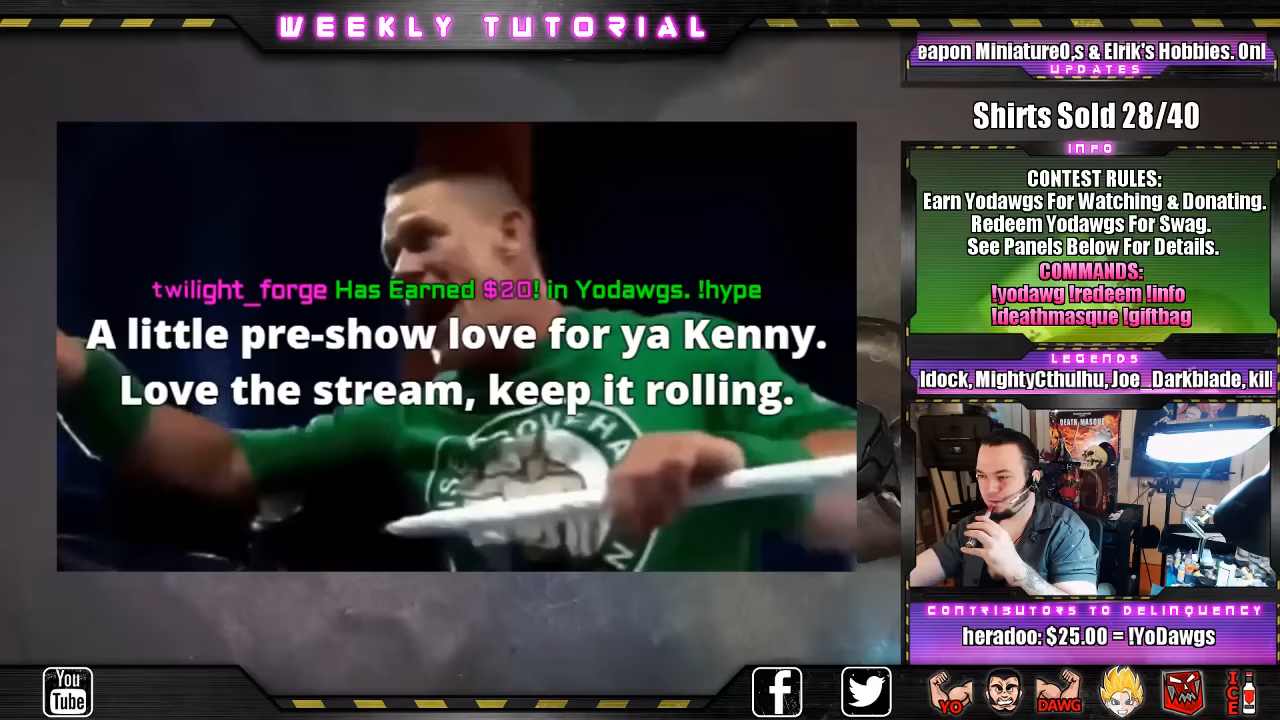 WEEKLY TUTORIAL
eapon MiniatureO,s & Elrik's Hobbies. Onl
UPDATES
Shirts Sold 28/40
INFO
CONTEST RULES:
Earn Yodawgs For Watching & Donating.
Redeem Yodawgs For Swag.
See Panels Below For Details.
COMMANDS:
!yodawg !redeem !info
!deathmasque !giftbag
LEGENDS
ldock, MightyCthulhu, Joe_Darkblade, kil
twilight_forge Has Earned $20! in Yodawgs. !hype
A little pre-show love for ya Kenny.
Love the stream, keep it rolling.
DEATH MASQUE
CONTRIBUTORS TO DELINQUENCY
heradoo: $25.00 = !YoDawgs
You
Tube
YO
DAWG
ICE